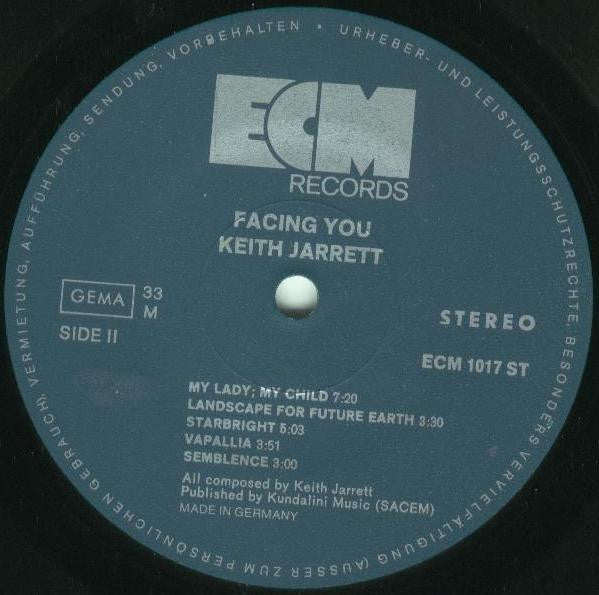 URHEBER- UND LEISTUNGSSCHUTZRECHTE, BESONDERS VERVIELFÄLTIGUNG (AUSSER ZUM PERSÖNLICHEN GEBRAUCH), VERMIETUNG, AUFFÜHRUNG, SENDUNG, VORBEHALTEN •
ECM
RECORDS
FACING YOU
KEITH JARRETT
GEMA
33
M
SIDE II
STEREO
ECM 1017 ST
MY LADY; MY CHILD 7:20
LANDSCAPE FOR FUTURE EARTH 3:30
STARBRIGHT 5:03
VAPALLIA 3:51
SEMBLENCE 3:00
All composed by Keith Jarrett
Published by Kundalini Music (SACEM)
MADE IN GERMANY